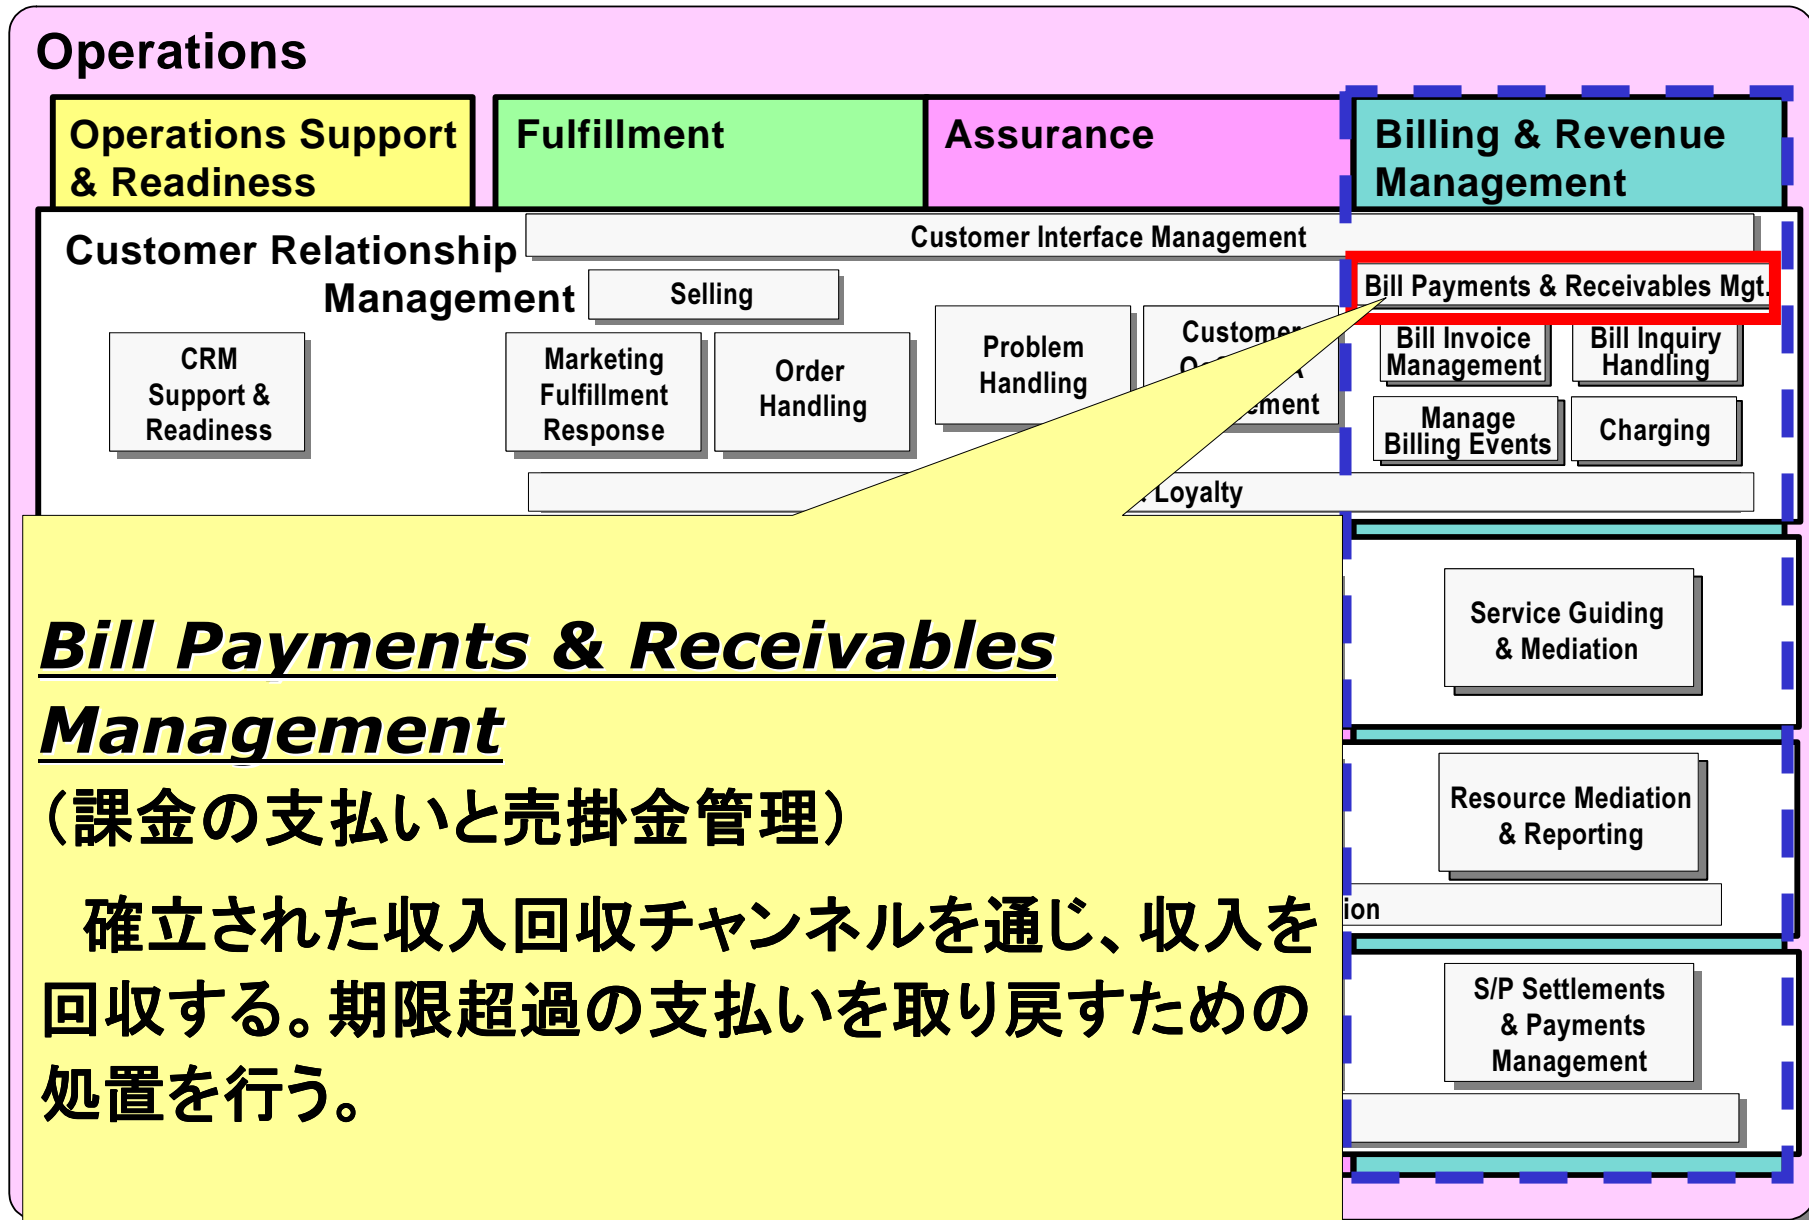 Operations
Operations Support
& Readiness
Fulfillment
Assurance
Billing & Revenue
Management
Customer Relationship
Management
Customer Interface Management
Selling
Bill Payments & Receivables Mgt.
CRM
Support &
Readiness
Marketing
Fulfillment
Response
Order
Handling
Problem
Handling
Customer
Bill Invoice
Management
Bill Inquiry
Handling
Manage
Billing Events
Charging
Loyalty
Bill Payments & Receivables
Management
（課金の支払いと売掛金管理）
確立された収入回収チャンネルを通じ、収入を
回収する。期限超過の支払いを取り戻すための
処置を行う。
Service Guiding
& Mediation
Resource Mediation
& Reporting
ion
S/P Settlements
& Payments
Management